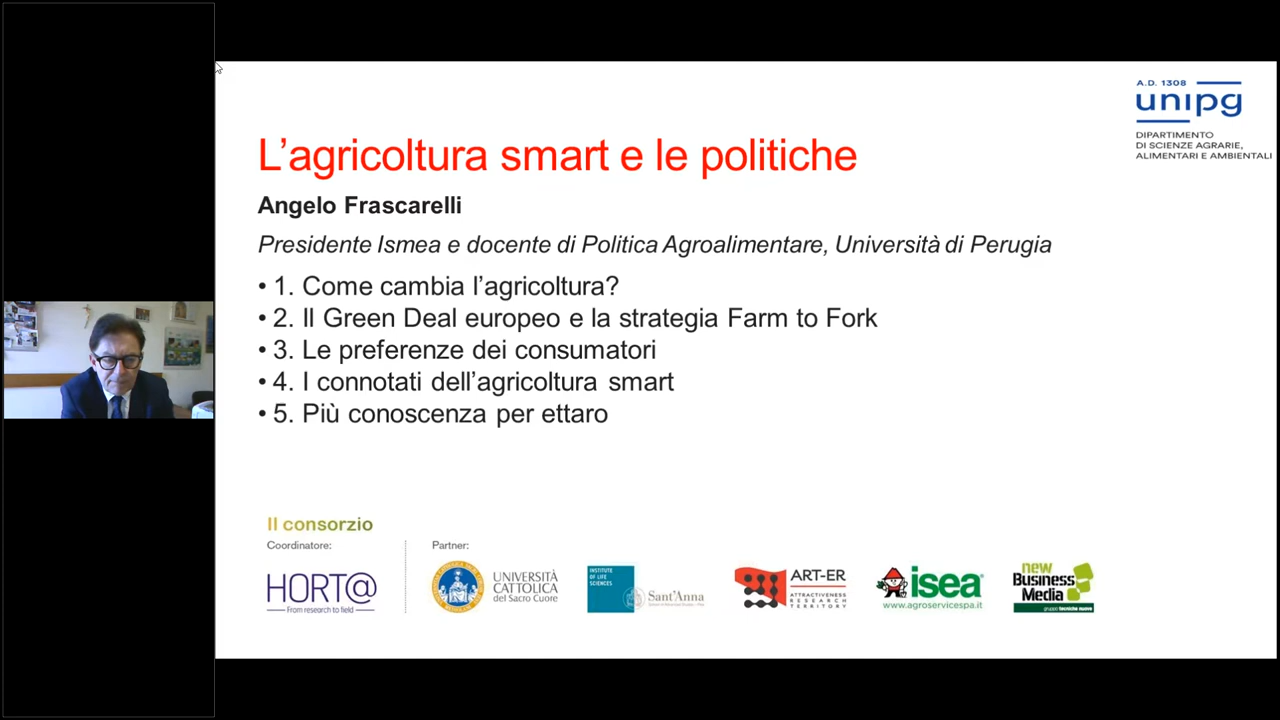 A.D. 1308
unipg
DIPARTIMENTO
DI SCIENZE AGRARIE,
ALIMENTARI E AMBIENTALI
L’agricoltura smart e le politiche
Angelo Frascarelli
Presidente Ismea e docente di Politica Agroalimentare, Università di Perugia
• 1. Come cambia l’agricoltura?
• 2. Il Green Deal europeo e la strategia Farm to Fork
• 3. Le preferenze dei consumatori
• 4. I connotati dell’agricoltura smart
• 5. Più conoscenza per ettaro
Il consorzio
Coordinatore:
Partner:
HORT@
From research to field
UNIVERSITÀ
CATTOLICA
del Sacro Cuore
INSTITUTE
OF LIFE
SCIENCES
Sant'Anna
ART-ER
ATTRACTIVENESS
RESEARCH
TERRITORY
isea
www.agroservicespa.it
new
Business
Media
gruppo tecniche nuove